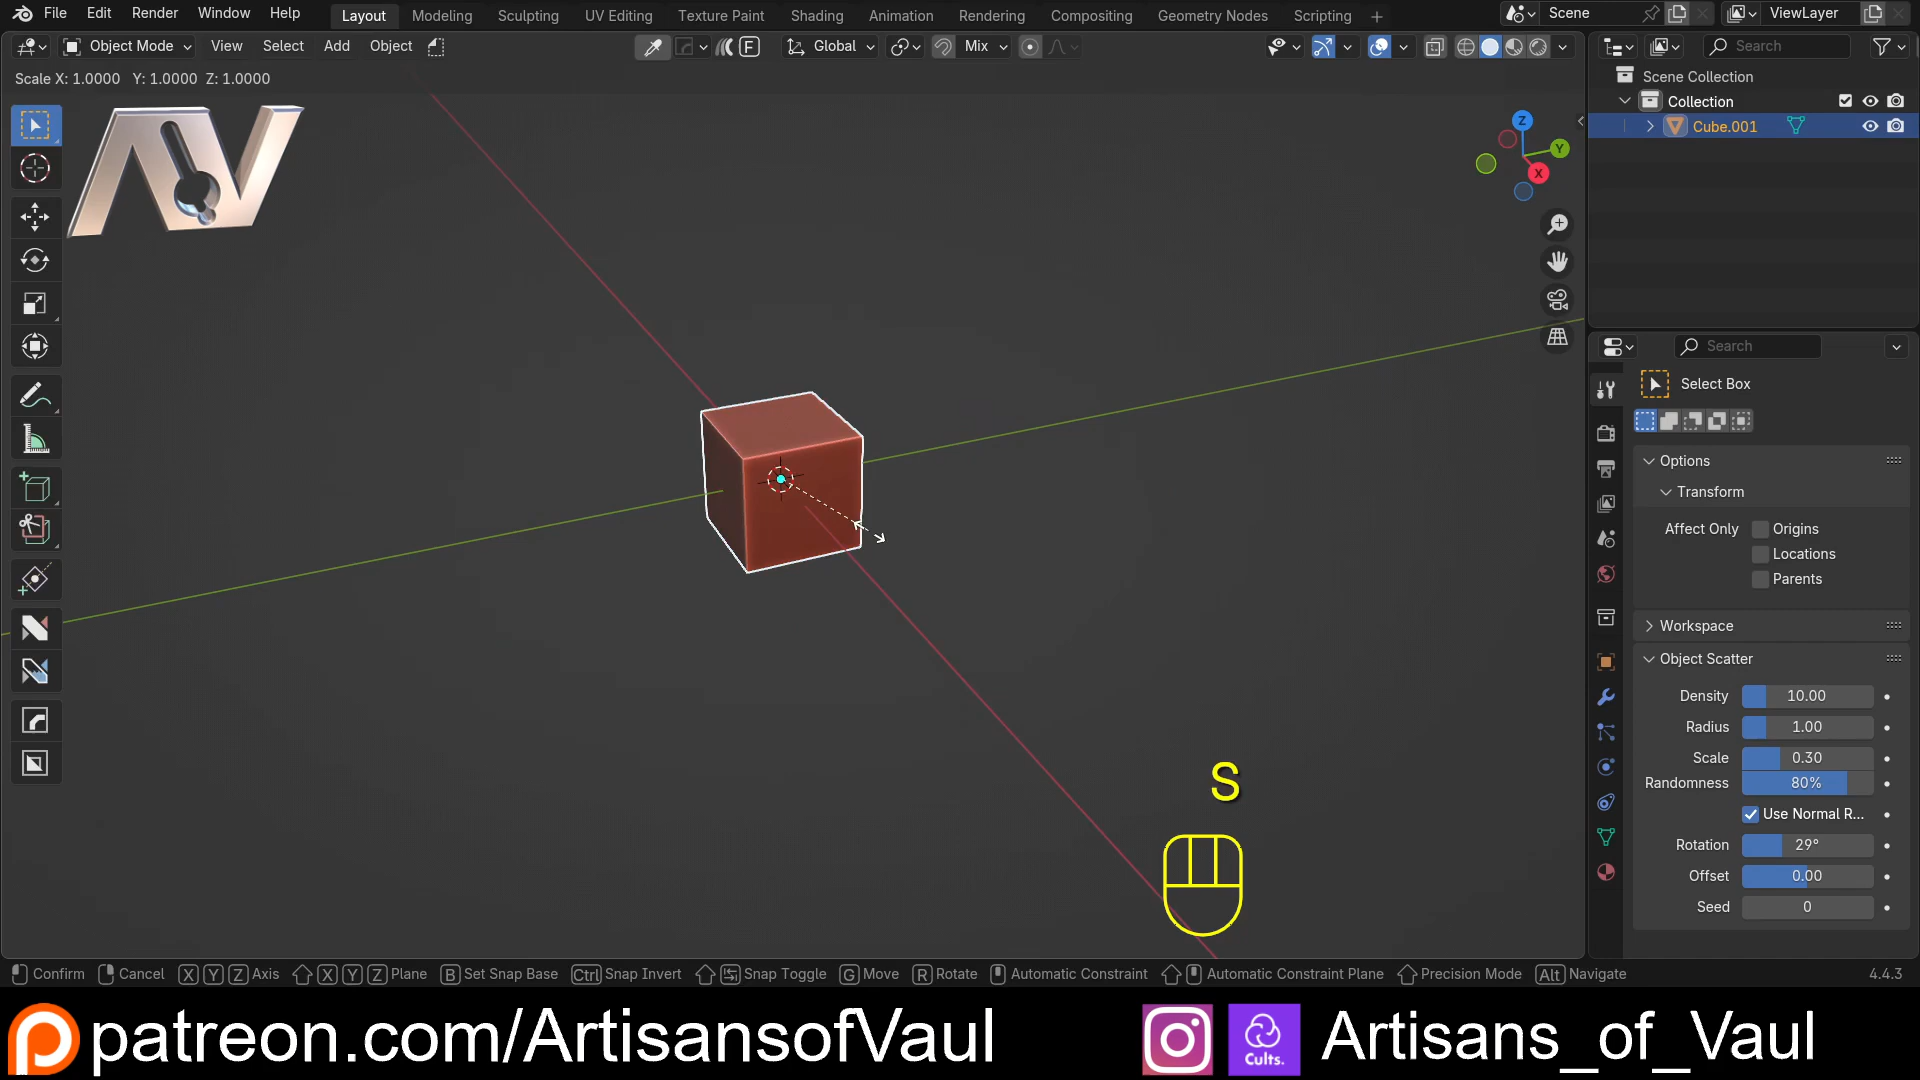 File Edit Render Window Help Layout Modeling Sculpting UV Editing Texture Paint Shading Animation Rendering Compositing Geometry Nodes Scripting + Scene ViewLayer
Object Mode View Select Add Object F Global Mix Search
Scale X: 1.0000 Y: 1.0000 Z: 1.0000
Scene Collection
Collection
Cube.001
AV
Z
Y
X
Search
Select Box
Options
Transform
Affect Only Origins
Locations
Parents
Workspace
Object Scatter
Density 10.00
Radius 1.00
Scale 0.30
Randomness 80%
Use Normal R...
Rotation 29°
Offset 0.00
Seed 0
S
Confirm Cancel X Y Z Axis X Y Z Plane B Set Snap Base Ctrl Snap Invert Snap Toggle G Move R Rotate Automatic Constraint Automatic Constraint Plane Precision Mode Alt Navigate 4.4.3
patreon.com/ArtisansofVaul Cults. Artisans_of_Vaul